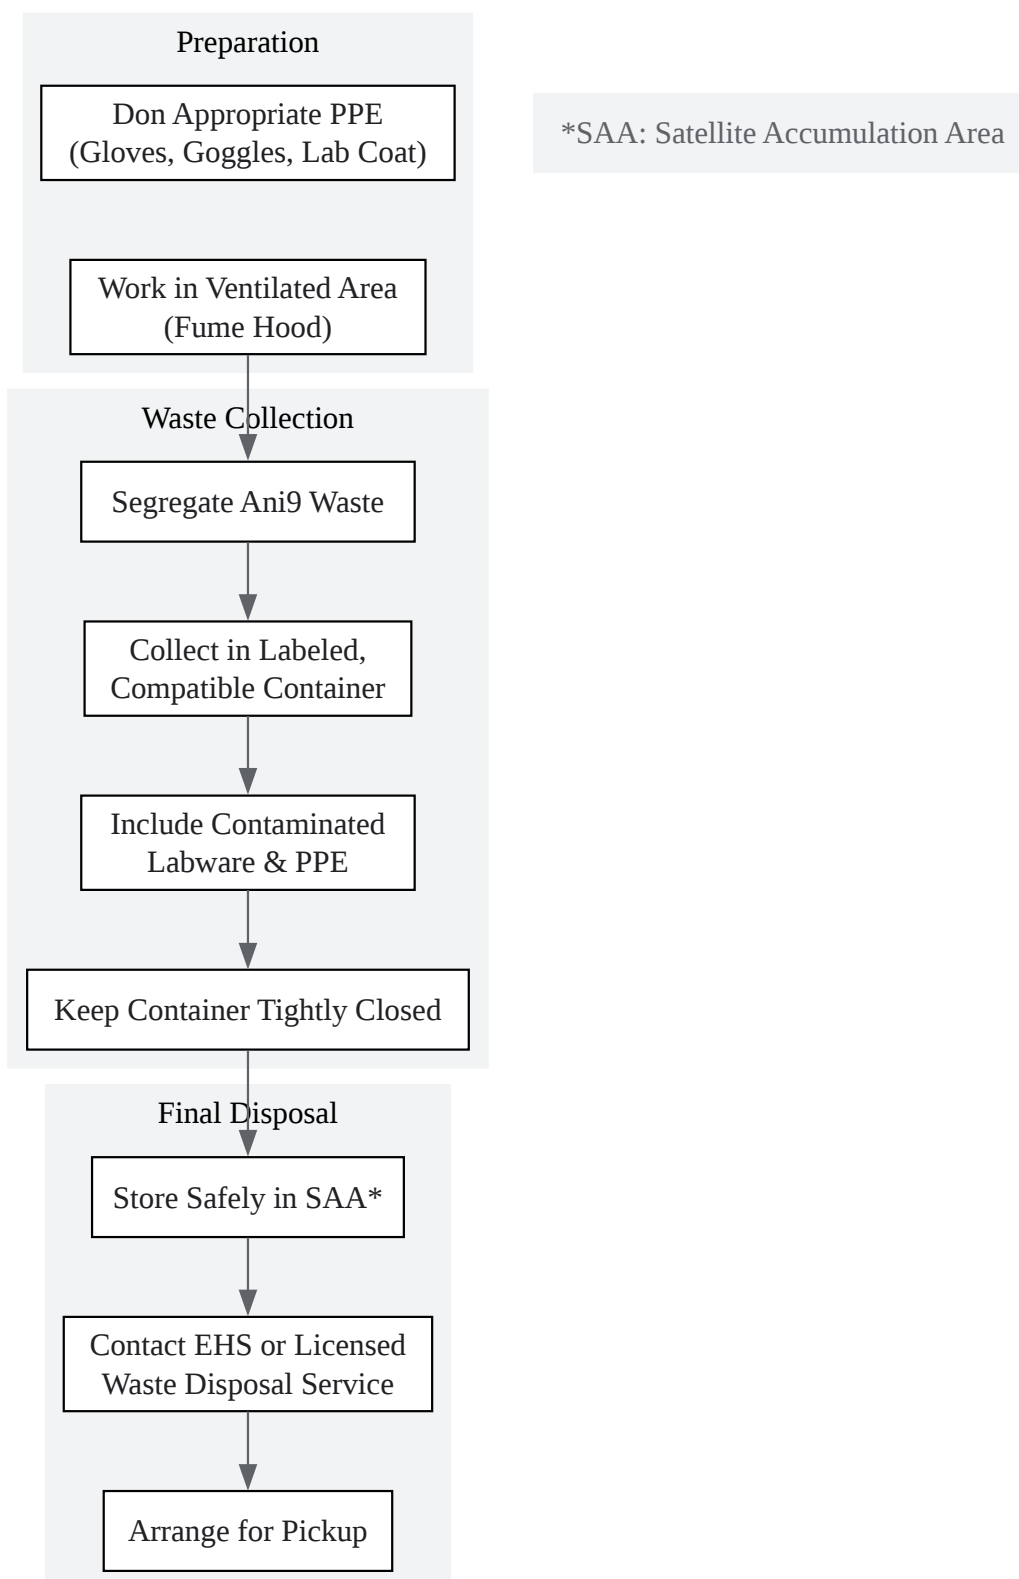 Preparation
Don Appropriate PPE
(Gloves, Goggles, Lab Coat)
*SAA: Satellite Accumulation Area
Work in Ventilated Area
(Fume Hood)
Waste Collection
Segregate Ani9 Waste
Collect in Labeled,
Compatible Container
Include Contaminated
Labware & PPE
Keep Container Tightly Closed
Final Disposal
Store Safely in SAA*
Contact EHS or Licensed
Waste Disposal Service
Arrange for Pickup